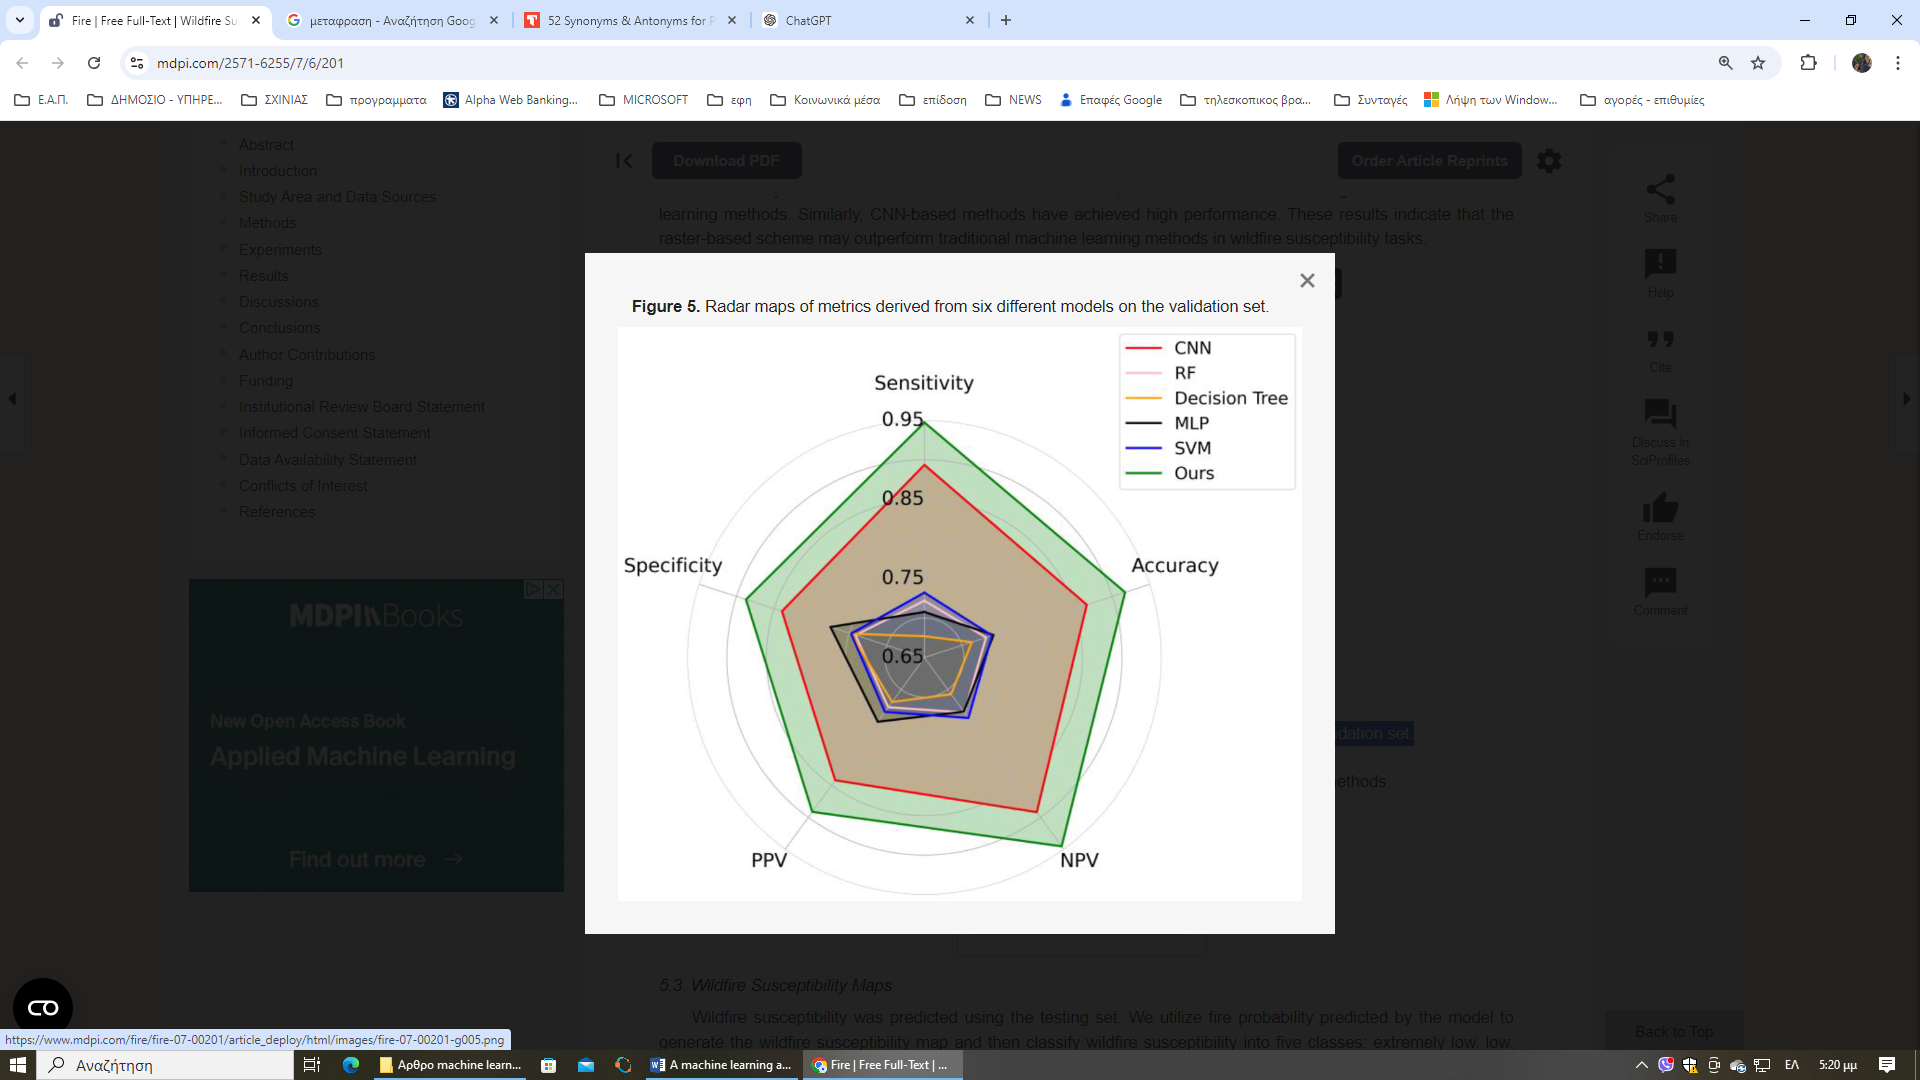 Fire | Free Full-Text | Wildfire Su
μεταφραση - Αναζήτηση Goog
52 Synonyms & Antonyms for P
ChatGPT
mdpi.com/2571-6255/7/6/201
Ε.Α.Π.
ΔΗΜΟΣΙΟ - ΥΠΗΡΕ...
ΣΧΙΝΙΑΣ
προγραμματα
Alpha Web Banking...
MICROSOFT
εφη
Κοινωνικά μέσα
επίδοση
NEWS
Επαφές Google
τηλεσκοπικος βρα...
Συνταγές
Λήψη των Window...
αγορές - επιθυμίες
Abstract
Introduction
Study Area and Data Sources
Methods
Experiments
Results
Discussions
Conclusions
Author Contributions
Funding
Institutional Review Board Statement
Informed Consent Statement
Data Availability Statement
Conflicts of Interest
References
MDPI Books
New Open Access Book
Applied Machine Learning
Find out more →
Download PDF
Order Article Reprints
learning methods. Similarly, CNN-based methods have achieved high performance. These results indicate that the
raster-based scheme may outperform traditional machine learning methods in wildfire susceptibility tasks.
Figure 5. Radar maps of metrics derived from six different models on the validation set.
CNN
RF
Decision Tree
MLP
SVM
Ours
Sensitivity
0.95
0.85
Specificity
Accuracy
0.75
0.65
PPV
NPV
idation set.
ethods.
5.3. Wildfire Susceptibility Maps
Wildfire susceptibility was predicted using the testing set. We utilize fire probability predicted by the model to
generate the wildfire susceptibility map and then classify wildfire susceptibility into five classes: extremely low, low,
Share
Help
Cite
Discuss in
SciProfiles
Endorse
Comment
Back to Top
https://www.mdpi.com/fire/fire-07-00201/article_deploy/html/images/fire-07-00201-g005.png
Αναζήτηση
Αρθρο machine learn...
A machine learning a...
Fire | Free Full-Text | ...
ΕΛ
5:20 μμ